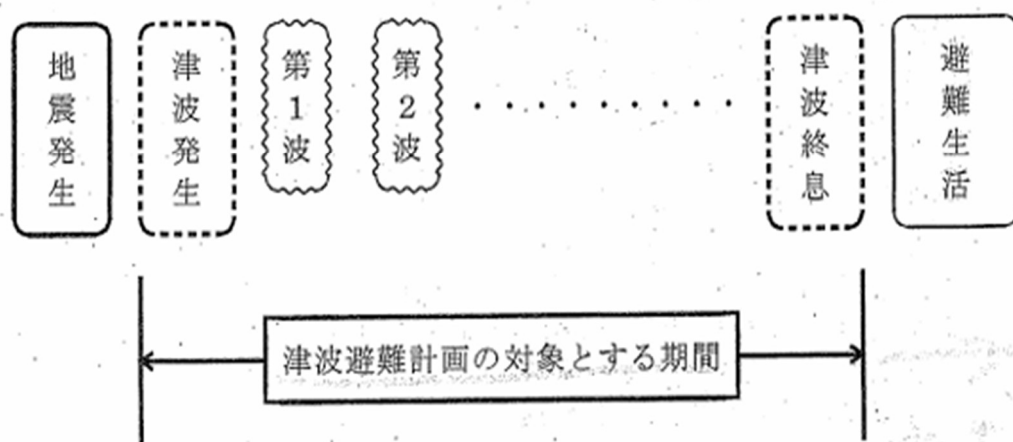 地震発生
津波発生
第1波
第2波
・・・・・・・・・
津波終息
避難生活
津波避難計画の対象とする期間